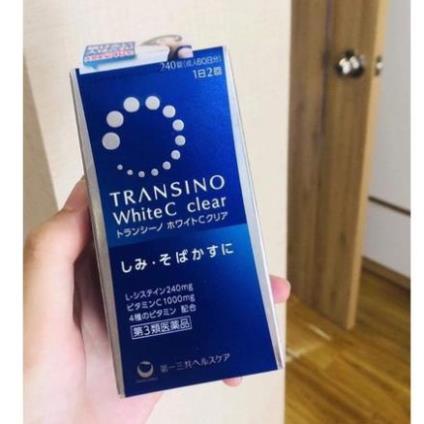 240錠(成人60日分)
1日2回
TRANSINO
White C clear
トランシーノ ホワイトCクリア
しみ・そばかすに
L-システイン240mg
ビタミンC1000mg
4種のビタミン 配合
第3類医薬品
第一三共ヘルスケア